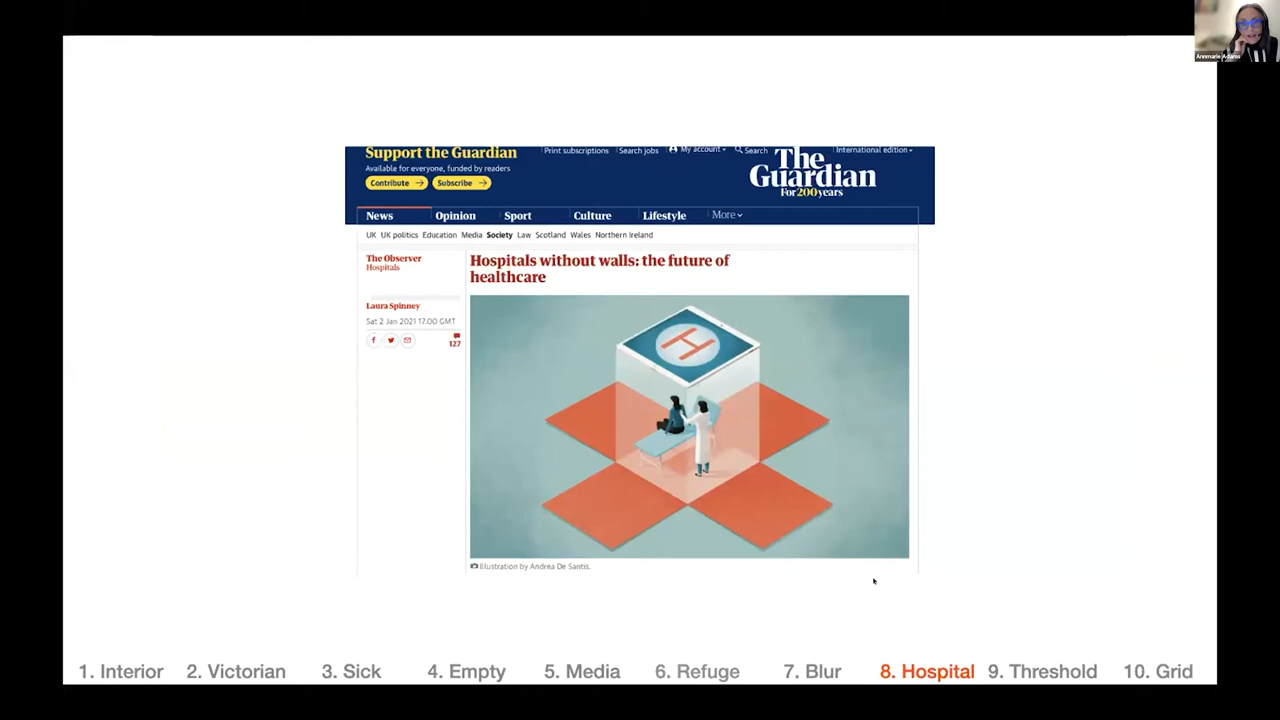 Annmarie Adams
Support the Guardian
Available for everyone, funded by readers
Contribute →
Subscribe →
Print subscriptions
Search jobs
My account
Search
International edition
The
Guardian
For 200 years
News
Opinion
Sport
Culture
Lifestyle
More
UK UK politics Education Media Society Law Scotland Wales Northern Ireland
The Observer
Hospitals
Hospitals without walls: the future of
healthcare
Laura Spinney
Sat 2 Jan 2021 17.00 GMT
127
H
Illustration by Andrea De Santis.
1. Interior 2. Victorian 3. Sick 4. Empty 5. Media 6. Refuge 7. Blur 8. Hospital 9. Threshold 10. Grid